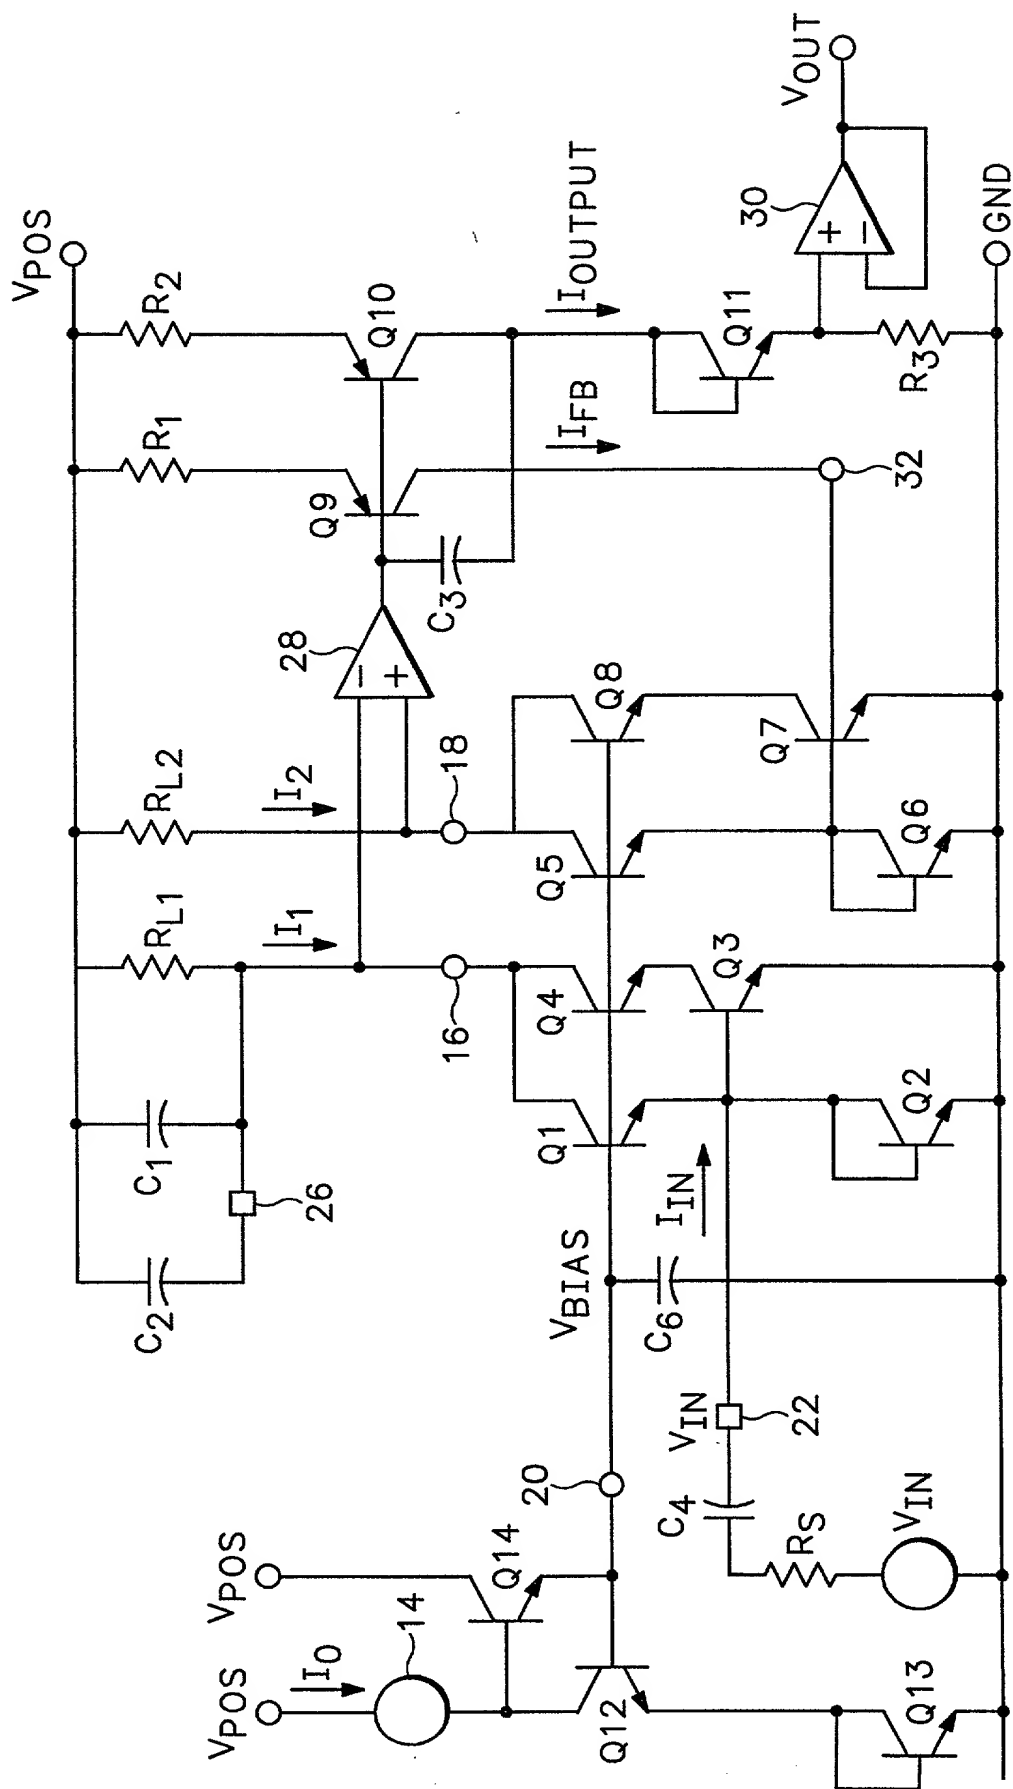 VPOS
VPOS
VPOS
I0
14
Q14
Q12
Q13
20
VBIAS
C6
VIN
22
C4
RS
VIN
IIN
C2
C1
26
RL1
RL2
I1
I2
16
18
Q1
Q4
Q3
Q2
Q5
Q8
Q7
Q6
28
−
+
C3
R1
R2
Q9
Q10
IFB
IOUTPUT
32
Q11
R3
30
+
−
VOUT
GND